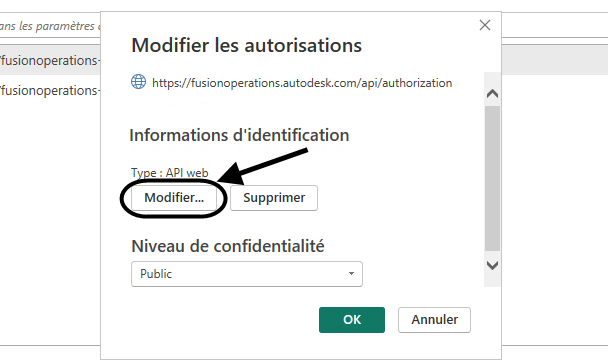 ans les paramètres
Modifier les autorisations
https://fusionoperations.autodesk.com/api/authorization
/fusionoperations-
/fusionoperations-
Informations d'identification
Type : API web
Modifier...
Supprimer
Niveau de confidentialité
Public
OK
Annuler